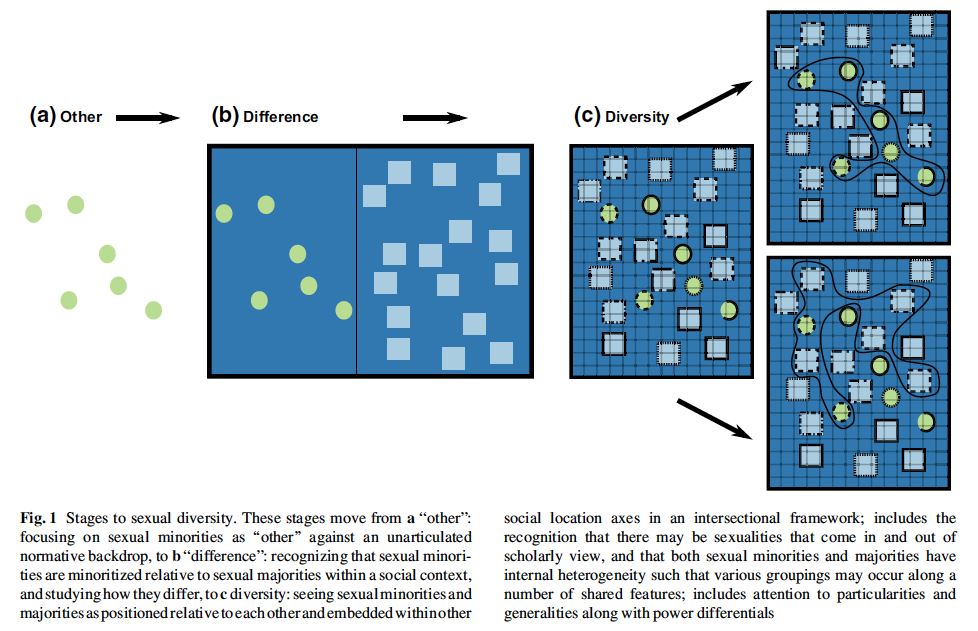 (a) Other
(b) Difference
(c) Diversity
Fig. 1 Stages to sexual diversity. These stages move from a “other”:
focusing on sexual minorities as “other” against an unarticulated
normative backdrop, to b “difference”: recognizing that sexual minori-
ties are minoritized relative to sexual majorities within a social context,
and studying how they differ, to c diversity: seeing sexual minorities and
majorities as positioned relative to each other and embedded within other
social location axes in an intersectional framework; includes the
recognition that there may be sexualities that come in and out of
scholarly view, and that both sexual minorities and majorities have
internal heterogeneity such that various groupings may occur along a
number of shared features; includes attention to particularities and
generalities along with power differentials